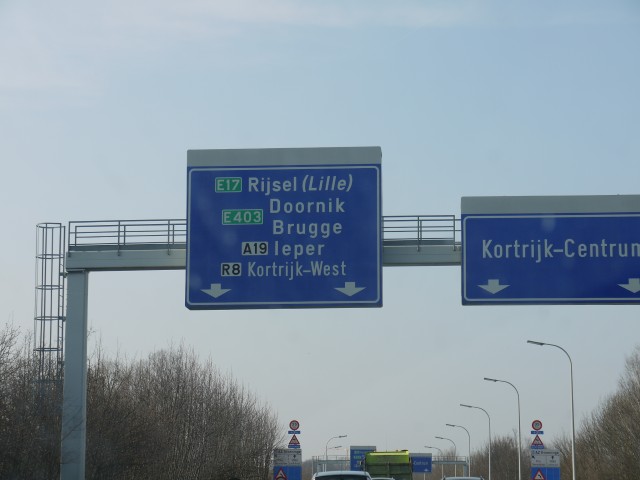 E17 Rijsel (Lille)
E403 Doornik
Brugge
A19 Ieper
R8 Kortrijk-West
Kortrijk-Centrum